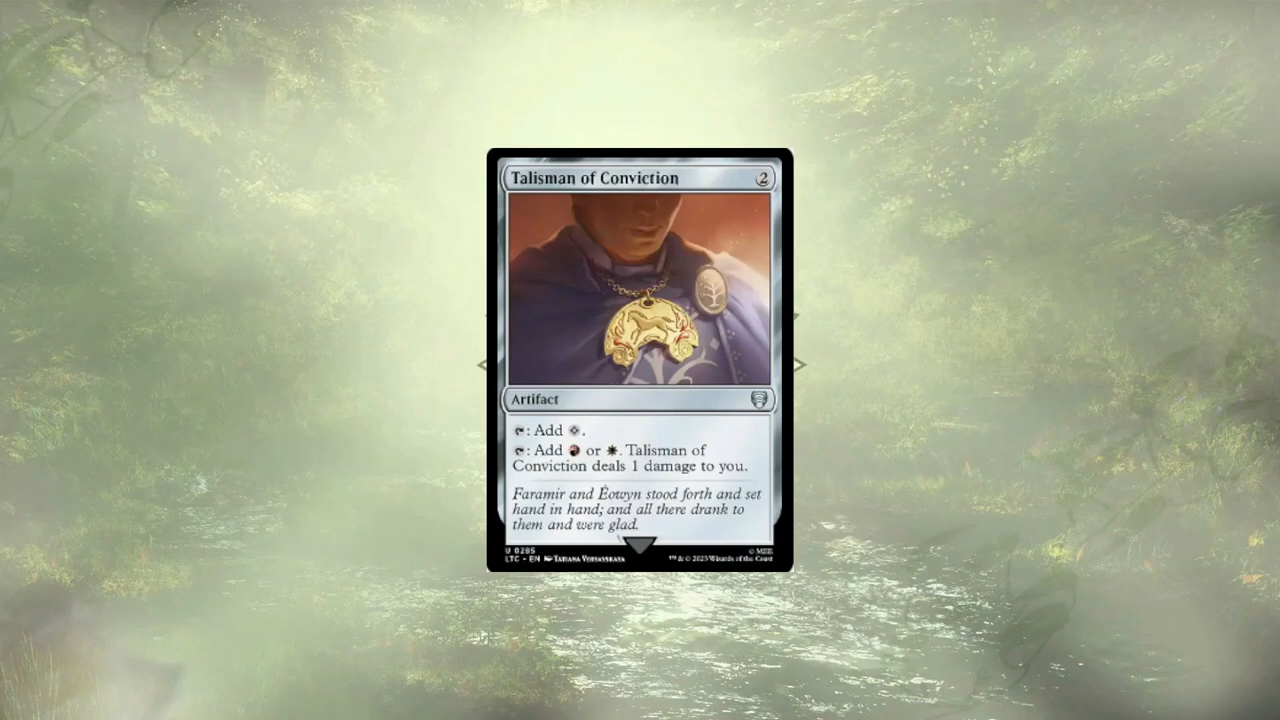 Talisman of Conviction 2
Artifact
: Add .
: Add or . Talisman of
Conviction deals 1 damage to you.
Faramir and Éowyn stood forth and set
hand in hand; and all there drank to
them and were glad.
U 0285
LTC • EN
© MEE
™ & © 2023 Wizards of the Coast